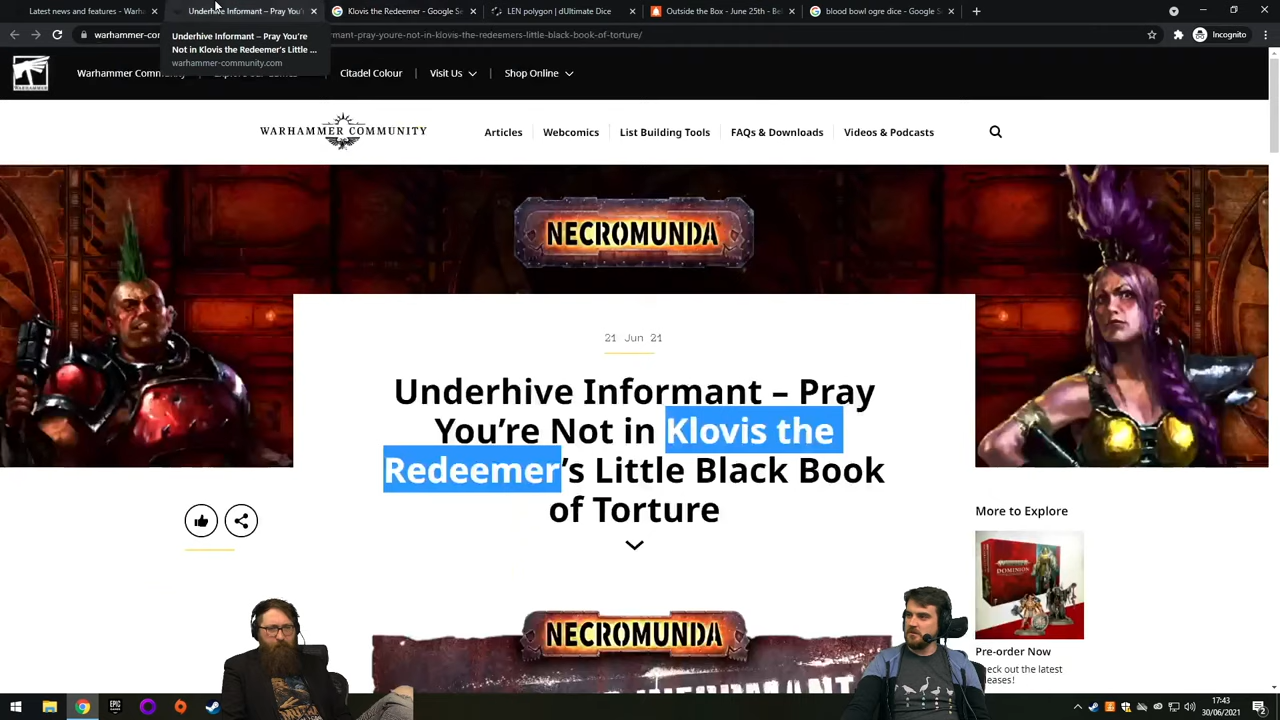 Latest news and features - Warh
Underhive Informant – Pray You'r
Klovis the Redeemer - Google Se
LEN polygon | dUltimate Dice
Outside the Box - June 25th - Bel
blood bowl ogre dice - Google S
warhammer-com
mant-pray-youre-not-in-klovis-the-redeemers-little-black-book-of-torture/
Incognito
Underhive Informant – Pray You're
Not in Klovis the Redeemer's Little ...
warhammer-community.com
Warhammer Community
Citadel Colour
Visit Us
Shop Online
WARHAMMER COMMUNITY
Articles
Webcomics
List Building Tools
FAQs & Downloads
Videos & Podcasts
NECROMUNDA
21 Jun 21
Underhive Informant – Pray
You're Not in Klovis the
Redeemer's Little Black Book
of Torture
More to Explore
DOMINION
NECROMUNDA
Pre-order Now
Check out the latest
releases!
EPIC
17:43
30/06/2021
2